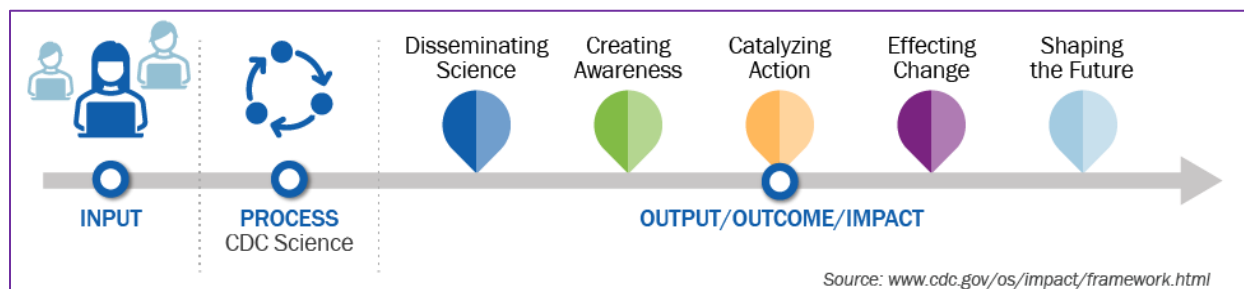 Disseminating
Science
Creating
Awareness
Catalyzing
Action
Effecting
Change
Shaping
the Future
INPUT
PROCESS
CDC Science
OUTPUT/OUTCOME/IMPACT
Source: www.cdc.gov/os/impact/framework.html